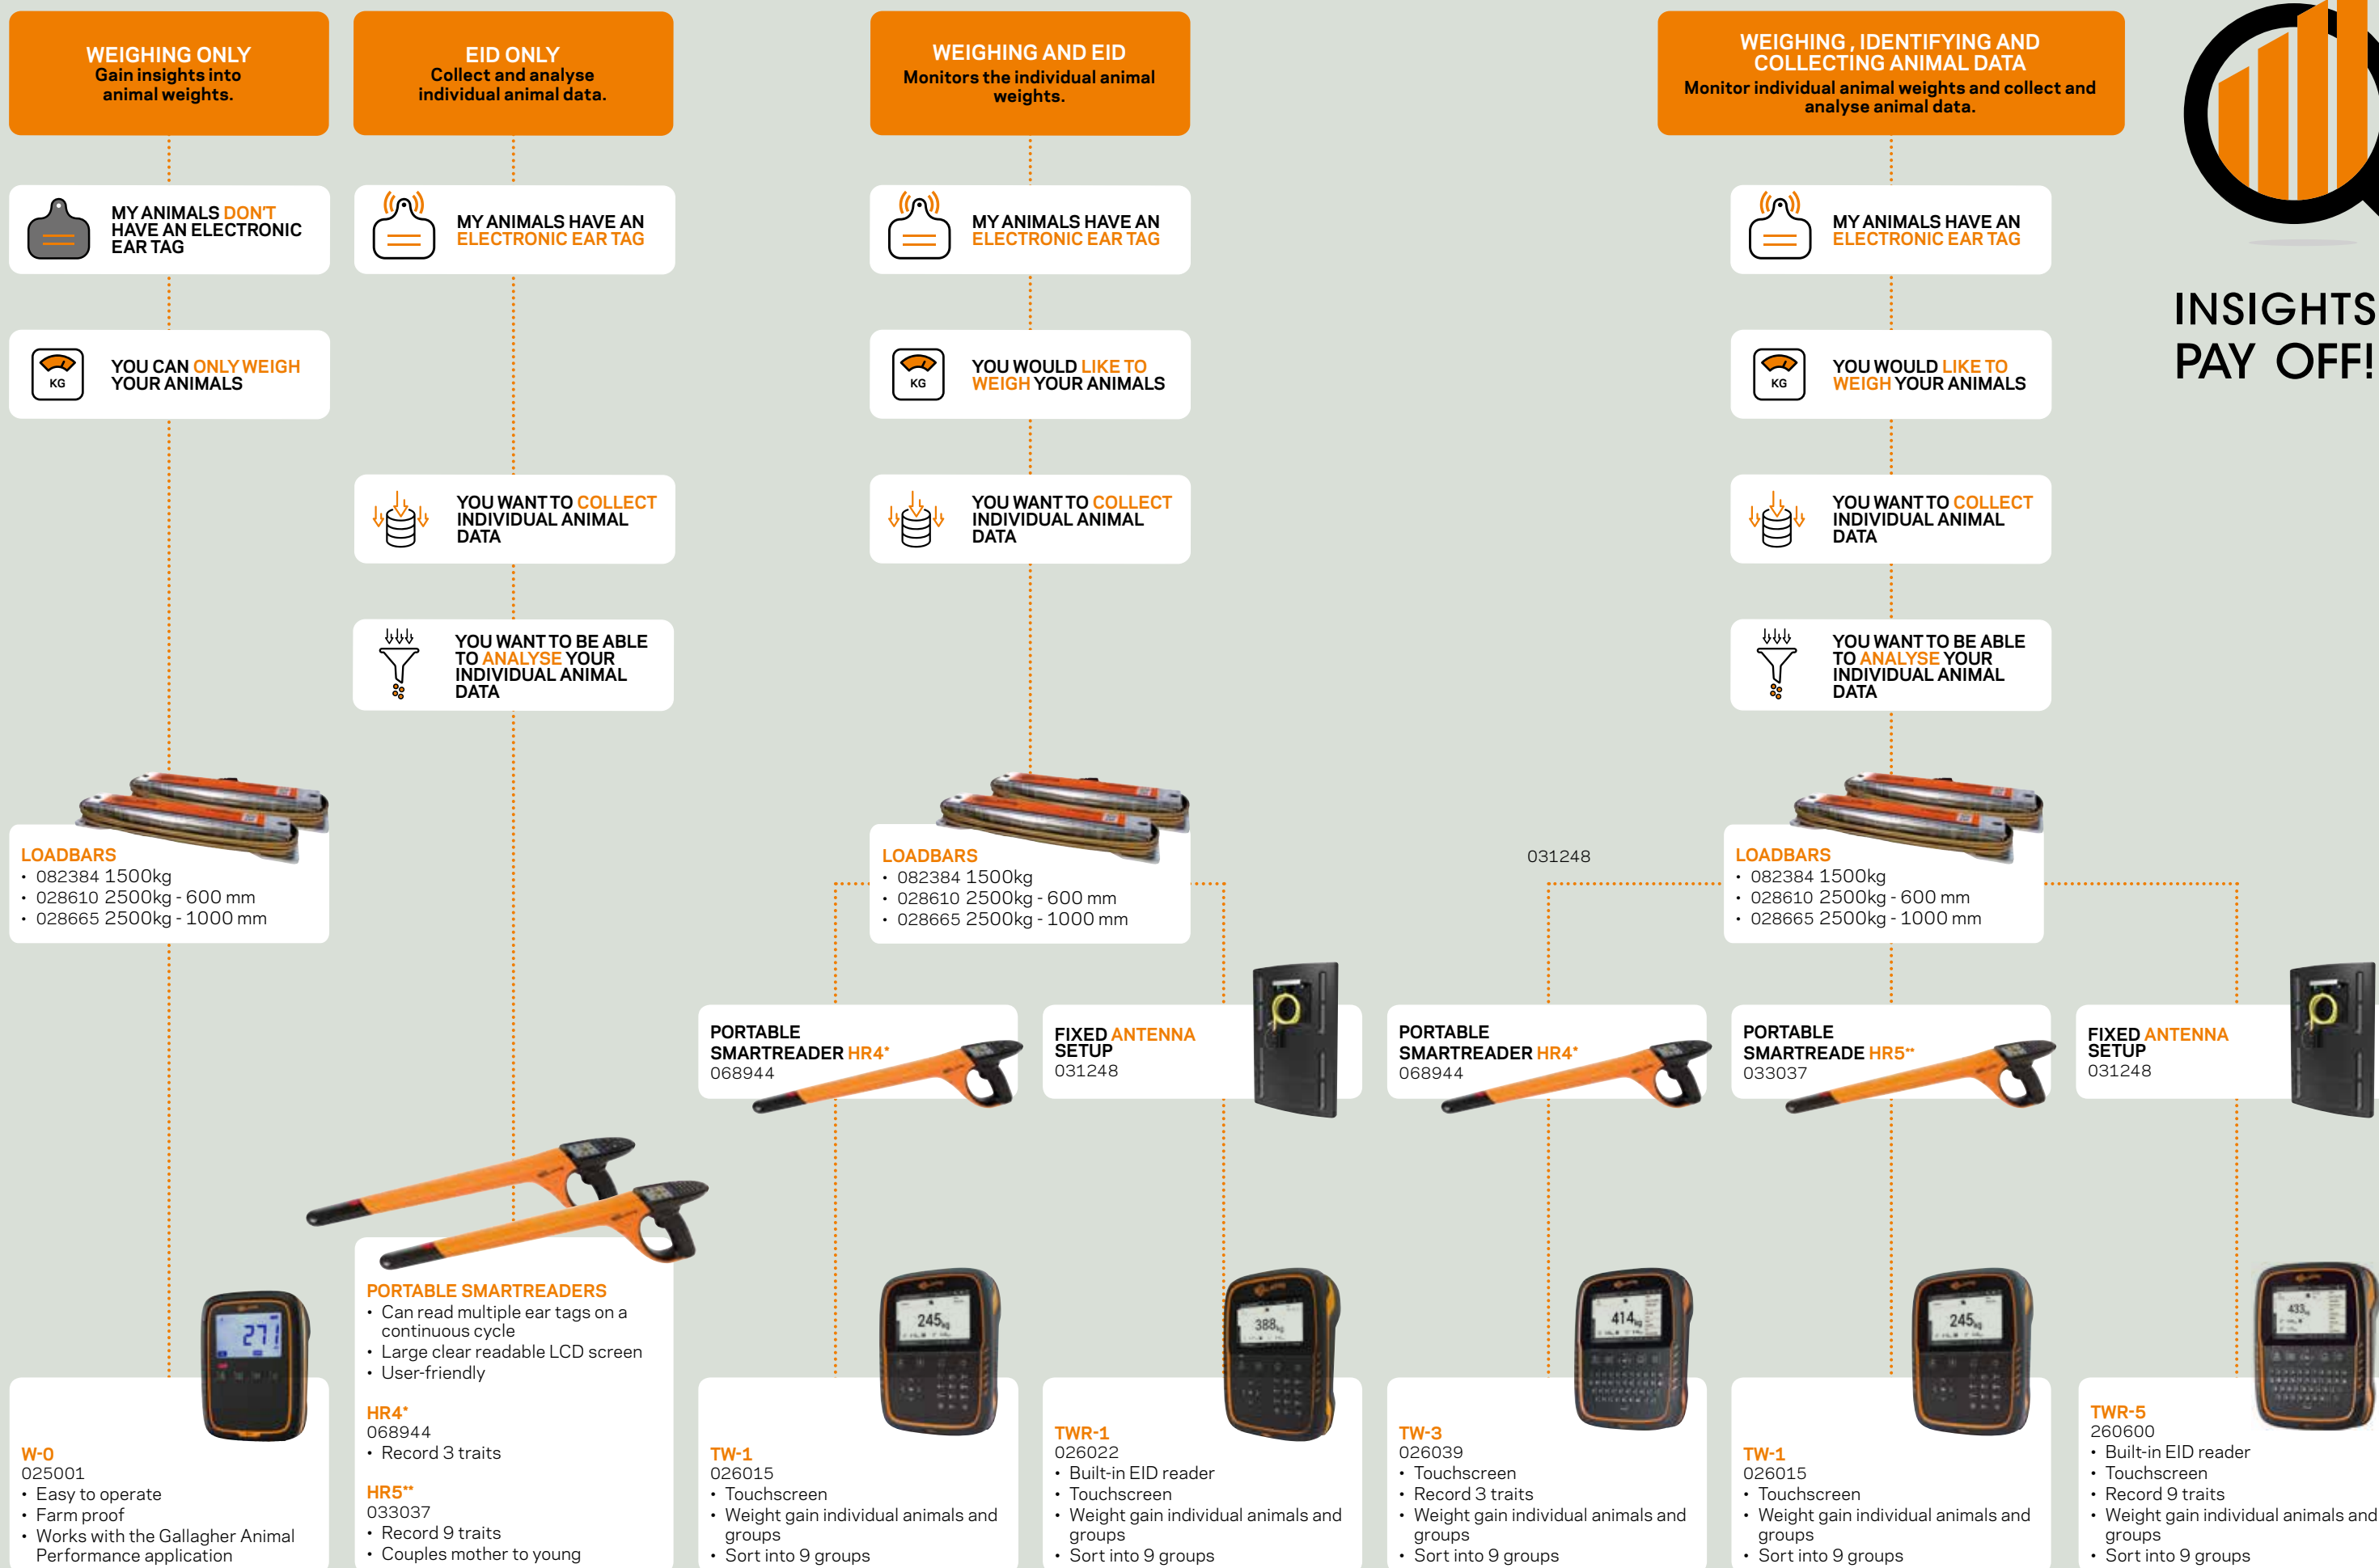 WEIGHING ONLY
Gain insights into
animal weights.
EID ONLY
Collect and analyse
individual animal data.
WEIGHING AND EID
Monitors the individual animal
weights.
WEIGHING , IDENTIFYING AND
COLLECTING ANIMAL DATA
Monitor individual animal weights and collect and
analyse animal data.
INSIGHTS
PAY OFF!
MY ANIMALS DON'T
HAVE AN ELECTRONIC
EAR TAG
MY ANIMALS HAVE AN
ELECTRONIC EAR TAG
MY ANIMALS HAVE AN
ELECTRONIC EAR TAG
MY ANIMALS HAVE AN
ELECTRONIC EAR TAG
KG
YOU CAN ONLY WEIGH
YOUR ANIMALS
KG
YOU WOULD LIKE TO
WEIGH YOUR ANIMALS
KG
YOU WOULD LIKE TO
WEIGH YOUR ANIMALS
YOU WANT TO COLLECT
INDIVIDUAL ANIMAL
DATA
YOU WANT TO COLLECT
INDIVIDUAL ANIMAL
DATA
YOU WANT TO COLLECT
INDIVIDUAL ANIMAL
DATA
YOU WANT TO BE ABLE
TO ANALYSE YOUR
INDIVIDUAL ANIMAL
DATA
YOU WANT TO BE ABLE
TO ANALYSE YOUR
INDIVIDUAL ANIMAL
DATA
LOADBARS
• 082384 1500kg
• 028610 2500kg - 600 mm
• 028665 2500kg - 1000 mm
LOADBARS
• 082384 1500kg
• 028610 2500kg - 600 mm
• 028665 2500kg - 1000 mm
031248
LOADBARS
• 082384 1500kg
• 028610 2500kg - 600 mm
• 028665 2500kg - 1000 mm
PORTABLE
SMARTREADER HR4*
068944
FIXED ANTENNA
SETUP
031248
PORTABLE
SMARTREADER HR4*
068944
PORTABLE
SMARTREADE HR5**
033037
FIXED ANTENNA
SETUP
031248
271
W-0
025001
• Easy to operate
• Farm proof
• Works with the Gallagher Animal
Performance application
PORTABLE SMARTREADERS
• Can read multiple ear tags on a
continuous cycle
• Large clear readable LCD screen
• User-friendly
HR4*
068944
• Record 3 traits
HR5**
033037
• Record 9 traits
• Couples mother to young
245kg
TW-1
026015
• Touchscreen
• Weight gain individual animals and
groups
• Sort into 9 groups
388kg
TWR-1
026022
• Built-in EID reader
• Touchscreen
• Weight gain individual animals and
groups
• Sort into 9 groups
414kg
TW-3
026039
• Touchscreen
• Record 3 traits
• Weight gain individual animals and
groups
• Sort into 9 groups
245kg
TW-1
026015
• Touchscreen
• Weight gain individual animals and
groups
• Sort into 9 groups
433kg
TWR-5
260600
• Built-in EID reader
• Touchscreen
• Record 9 traits
• Weight gain individual animals and
groups
• Sort into 9 groups